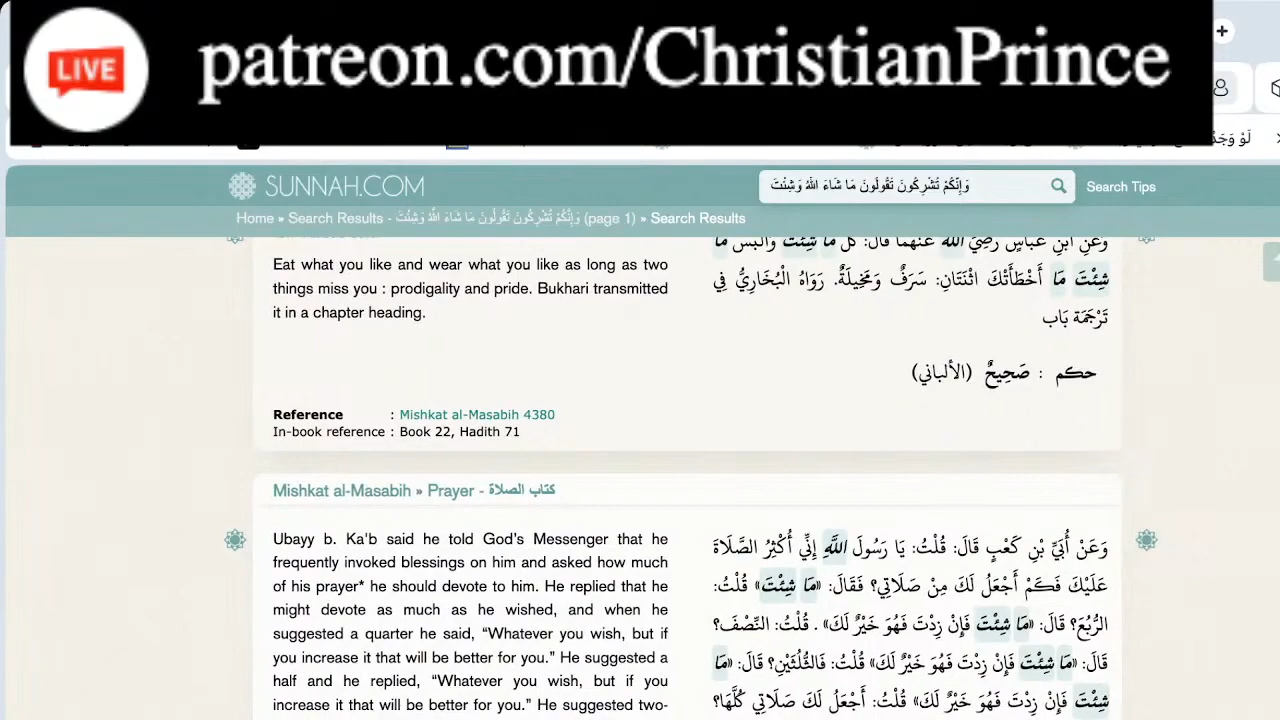 LIVE
patreon.com/ChristianPrince
SUNNAH.COM
وَإِنَّكُمْ تُشْرِكُونَ تَقُولُونَ مَا شَاءَ اللَّهُ وَشِئْتَ
Search Tips
Home » Search Results - وَإِنَّكُمْ تُشْرِكُونَ تَقُولُونَ مَا شَاءَ اللَّهُ وَشِئْتَ (page 1) » Search Results
Eat what you like and wear what you like as long as two
things miss you : prodigality and pride. Bukhari transmitted
it in a chapter heading.
وَعَنِ ابْنِ عَبَّاسٍ رَضِيَ اللَّهُ عَنْهُمَا قَالَ: كُلْ مَا شِئْتَ وَالْبَسْ مَا
شِئْتَ مَا أَخْطَأَتْكَ اثْنَتَانِ: سَرَفٌ وَمَخِيلَةٌ. رَوَاهُ الْبُخَارِيُّ فِي
تَرْجَمَة بَاب
حكم : صَحِيحٌ (الألباني)
Reference : Mishkat al-Masabih 4380
In-book reference : Book 22, Hadith 71
Mishkat al-Masabih » Prayer - كتاب الصلاة
Ubayy b. Ka'b said he told God's Messenger that he
frequently invoked blessings on him and asked how much
of his prayer* he should devote to him. He replied that he
might devote as much as he wished, and when he
suggested a quarter he said, “Whatever you wish, but if
you increase it that will be better for you.” He suggested a
half and he replied, “Whatever you wish, but if you
increase it that will be better for you.” He suggested two-
وَعَنْ أُبَيِّ بْنِ كَعْبٍ قَالَ: قُلْتُ: يَا رَسُولَ اللَّهِ إِنِّي أُكْثِرُ الصَّلَاةَ
عَلَيْكَ فَكَمْ أَجْعَلُ لَكَ مِنْ صَلَاتِي؟ فَقَالَ: «مَا شِئْتَ» قُلْتُ:
الرُّبُعَ؟ قَالَ: «مَا شِئْتَ فَإِنْ زِدْتَ فَهُوَ خَيْرٌ لَكَ» . قُلْتُ: النِّصْفَ؟
قَالَ: «مَا شِئْتَ فَإِنْ زِدْتَ فَهُوَ خَيْرٌ لَكَ» قُلْتُ: فَالثُّلُثَيْنِ؟ قَالَ: «مَا
شِئْتَ فَإِنْ زِدْتَ فَهُوَ خَيْرٌ لَكَ» قُلْتُ: أَجْعَلُ لَكَ صَلَاتِي كُلَّهَا؟